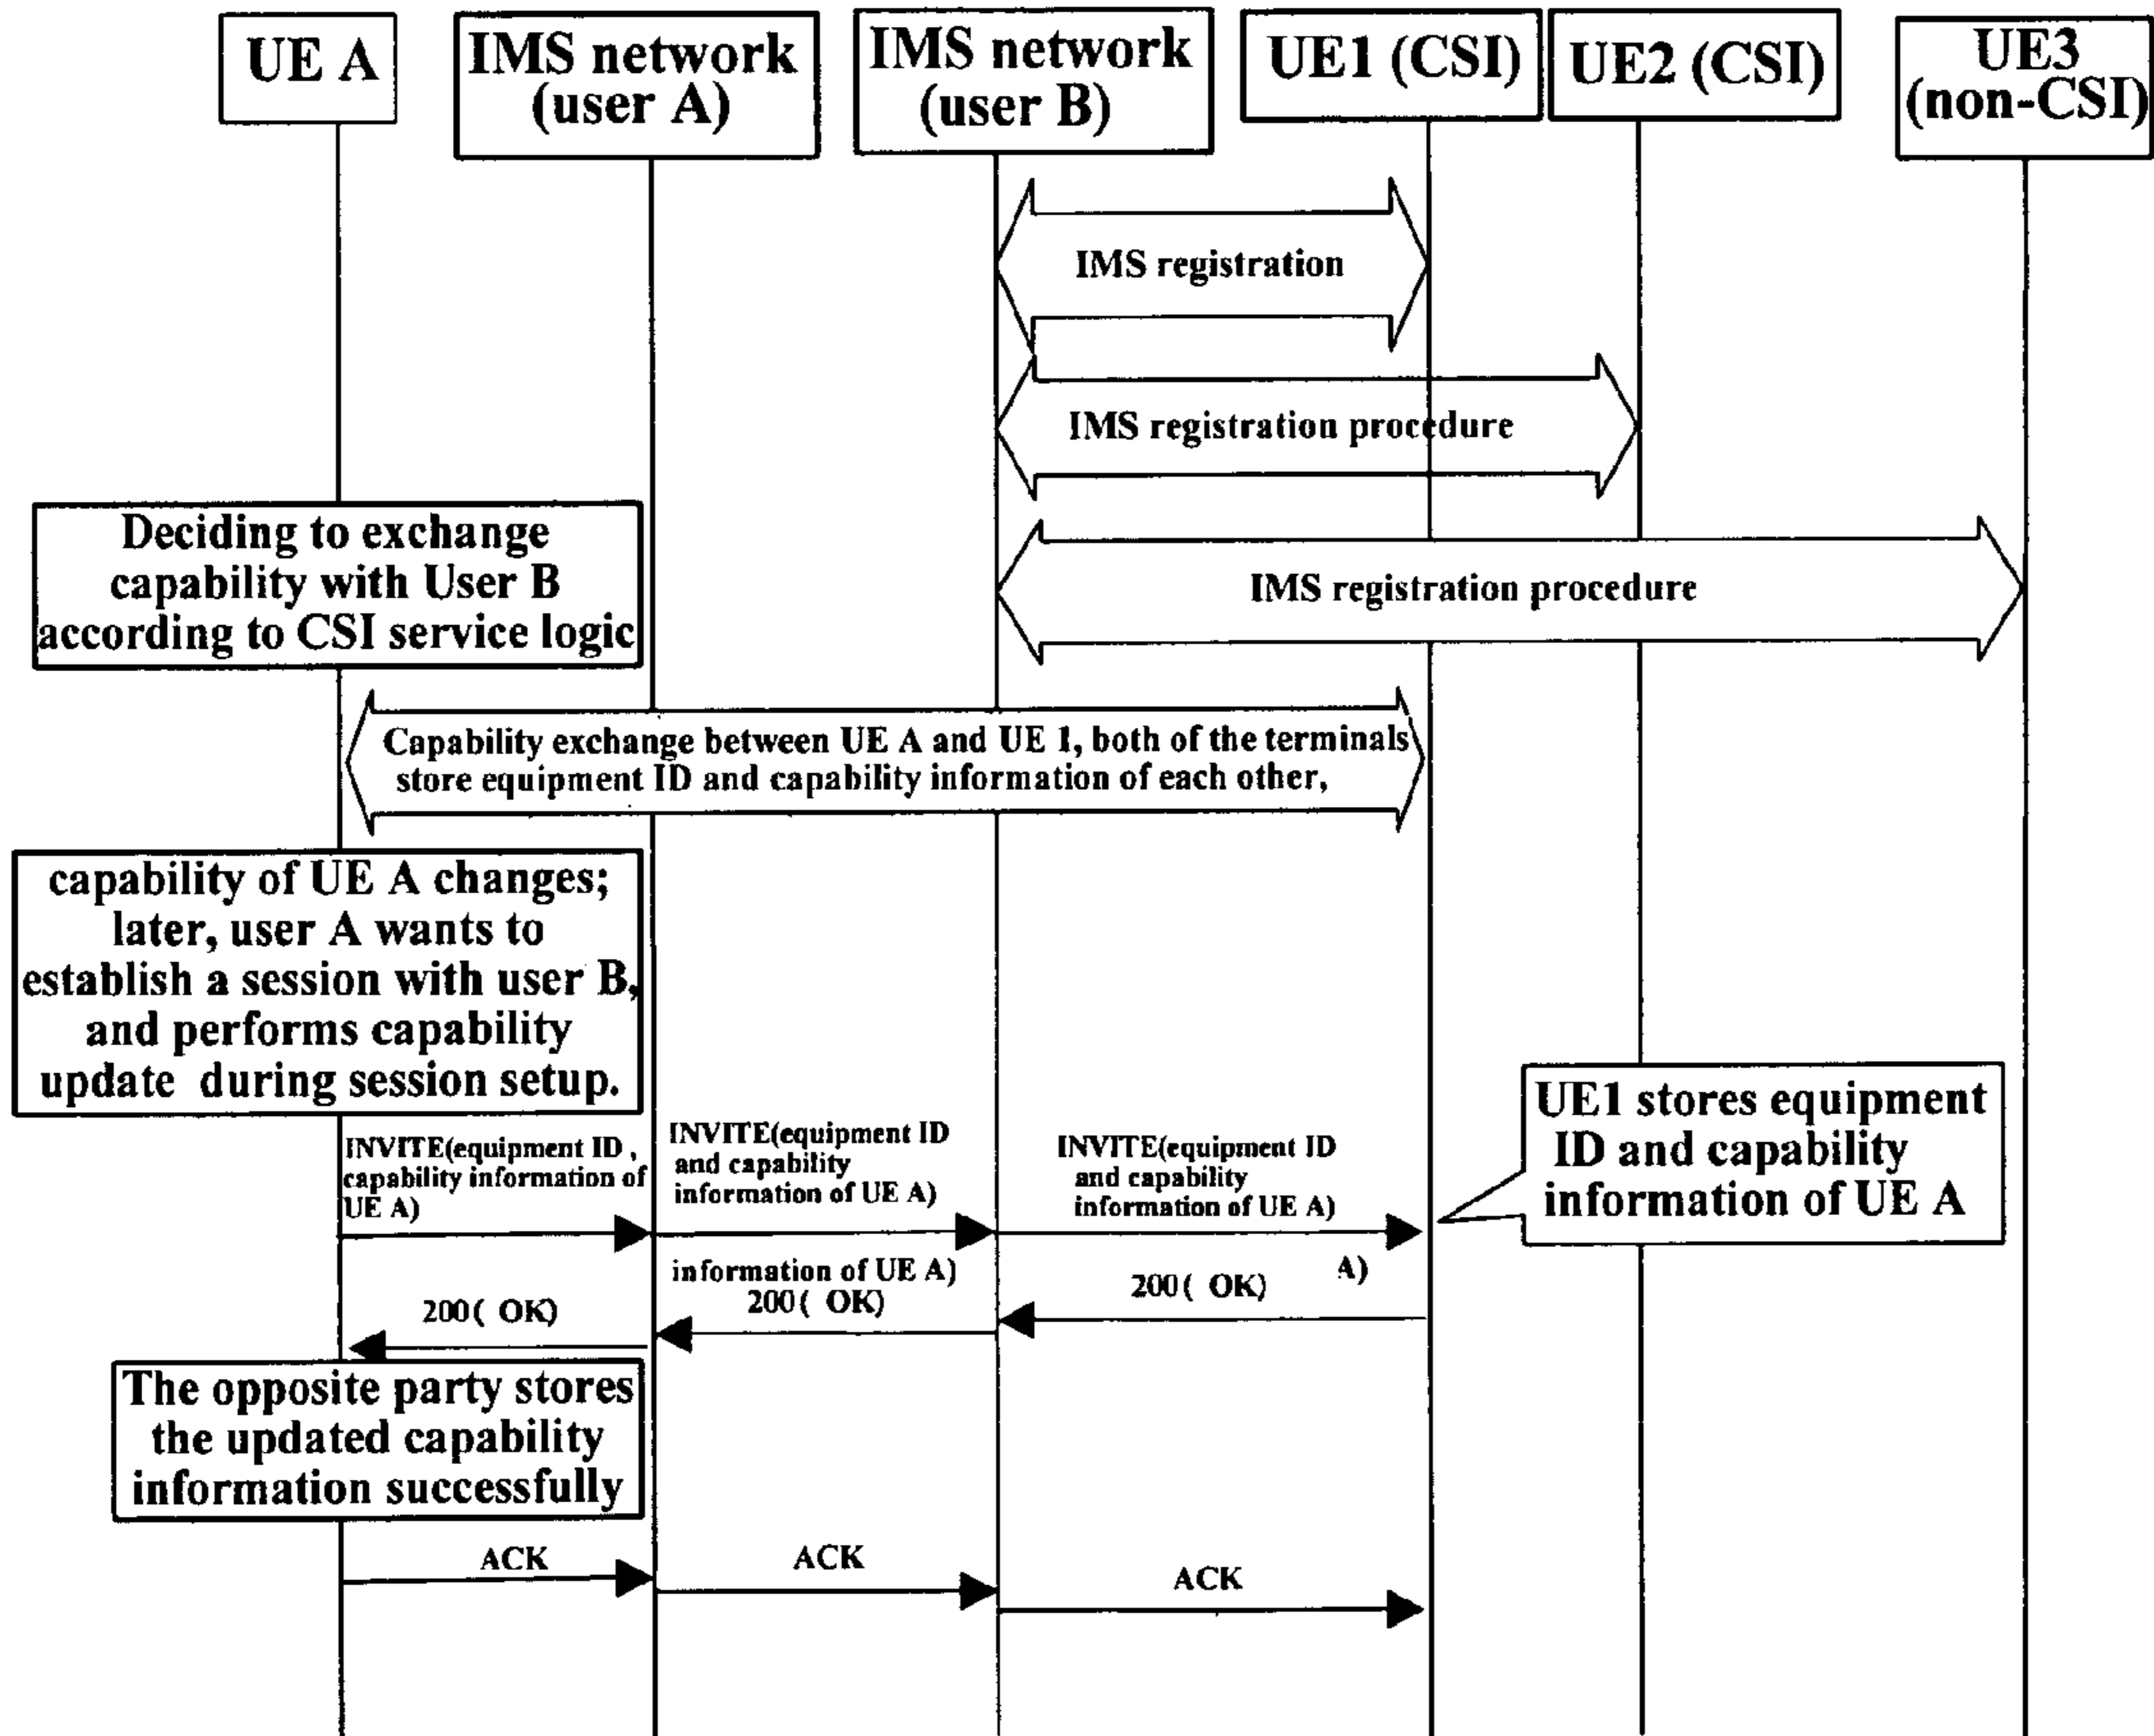 UE A
IMS network
(user A)
IMS network
(user B)
UE1 (CSI)
UE2 (CSI)
UE3
(non-CSI)
IMS registration
IMS registration procedure
Deciding to exchange
capability with User B
according to CSI service logic
IMS registration procedure
Capability exchange between UE A and UE 1, both of the terminals
store equipment ID and capability information of each other,
capability of UE A changes;
later, user A wants to
establish a session with user B,
and performs capability
update during session setup.
UE1 stores equipment
ID and capability
information of UE A
INVITE(equipment ID ,
capability information of
UE A)
INVITE(equipment ID
and capability
information of UE A)
INVITE(equipment ID
and capability
information of UE A)
information of UE A)
A)
200( OK)
200( OK)
200( OK)
The opposite party stores
the updated capability
information successfully
ACK
ACK
ACK